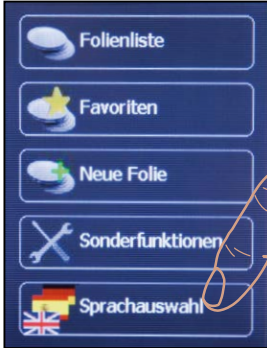 Folienliste
Favoriten
Neue Folie
Sonderfunktionen
Sprachauswahl